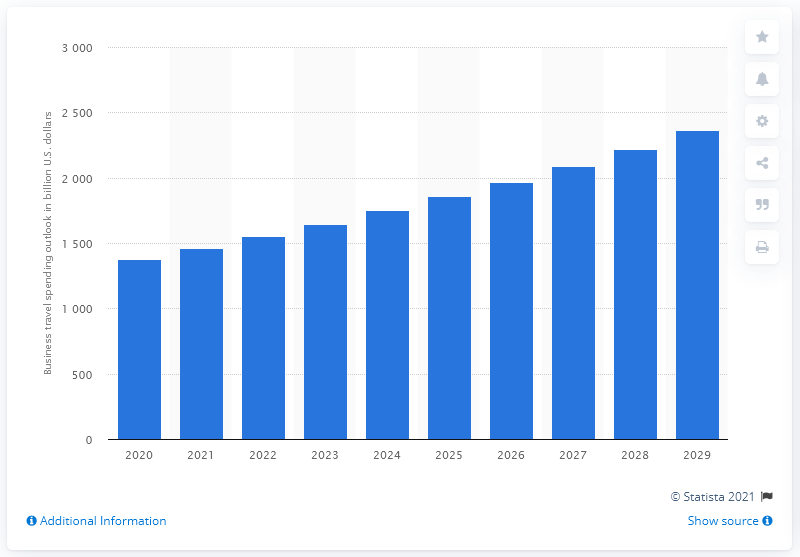 Business travel spending outlook in billion U.S. dollars
3 000
2 500
2 000
1 500
1 000
500
0
2020 2021 2022 2023 2024 2025 2026 2027 2028 2029
© Statista 2021
Additional Information Show source